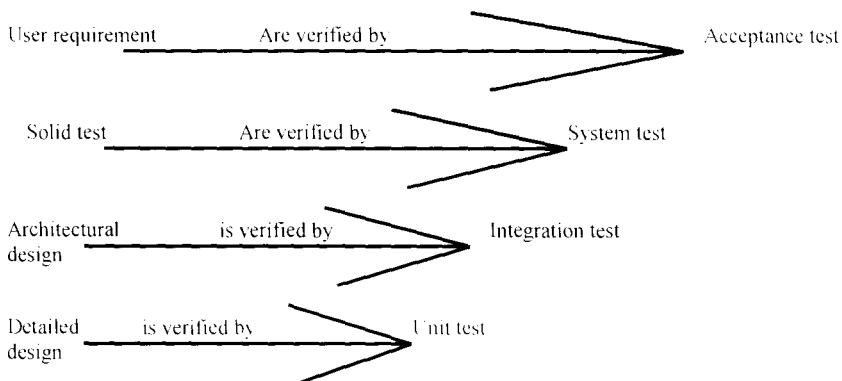 User requirement Are verified by Acceptance test
Solid test Are verified by System test
Architectural design is verified by Integration test
Detailed design is verified by Unit test